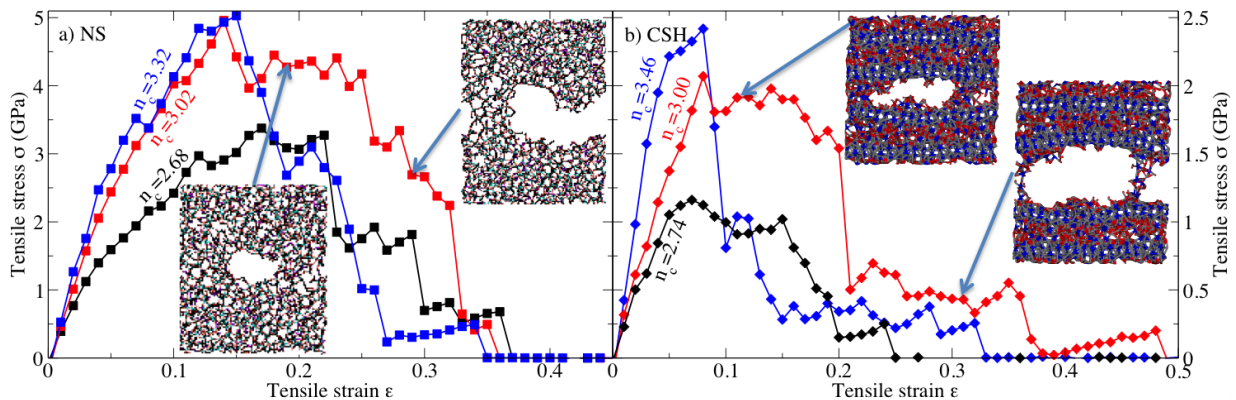 a) NS
5
4
3
2
1
0
Tensile stress σ (GPa)
n_c=3.32
n_c=3.02
n_c=2.68
0 0.1 0.2 0.3 0.4
Tensile strain ε
b) CSH
n_c=3.46
n_c=3.00
n_c=2.74
2.5
2
1.5
1
0.5
0
Tensile stress σ (GPa)
0 0.1 0.2 0.3 0.4 0.5
Tensile strain ε